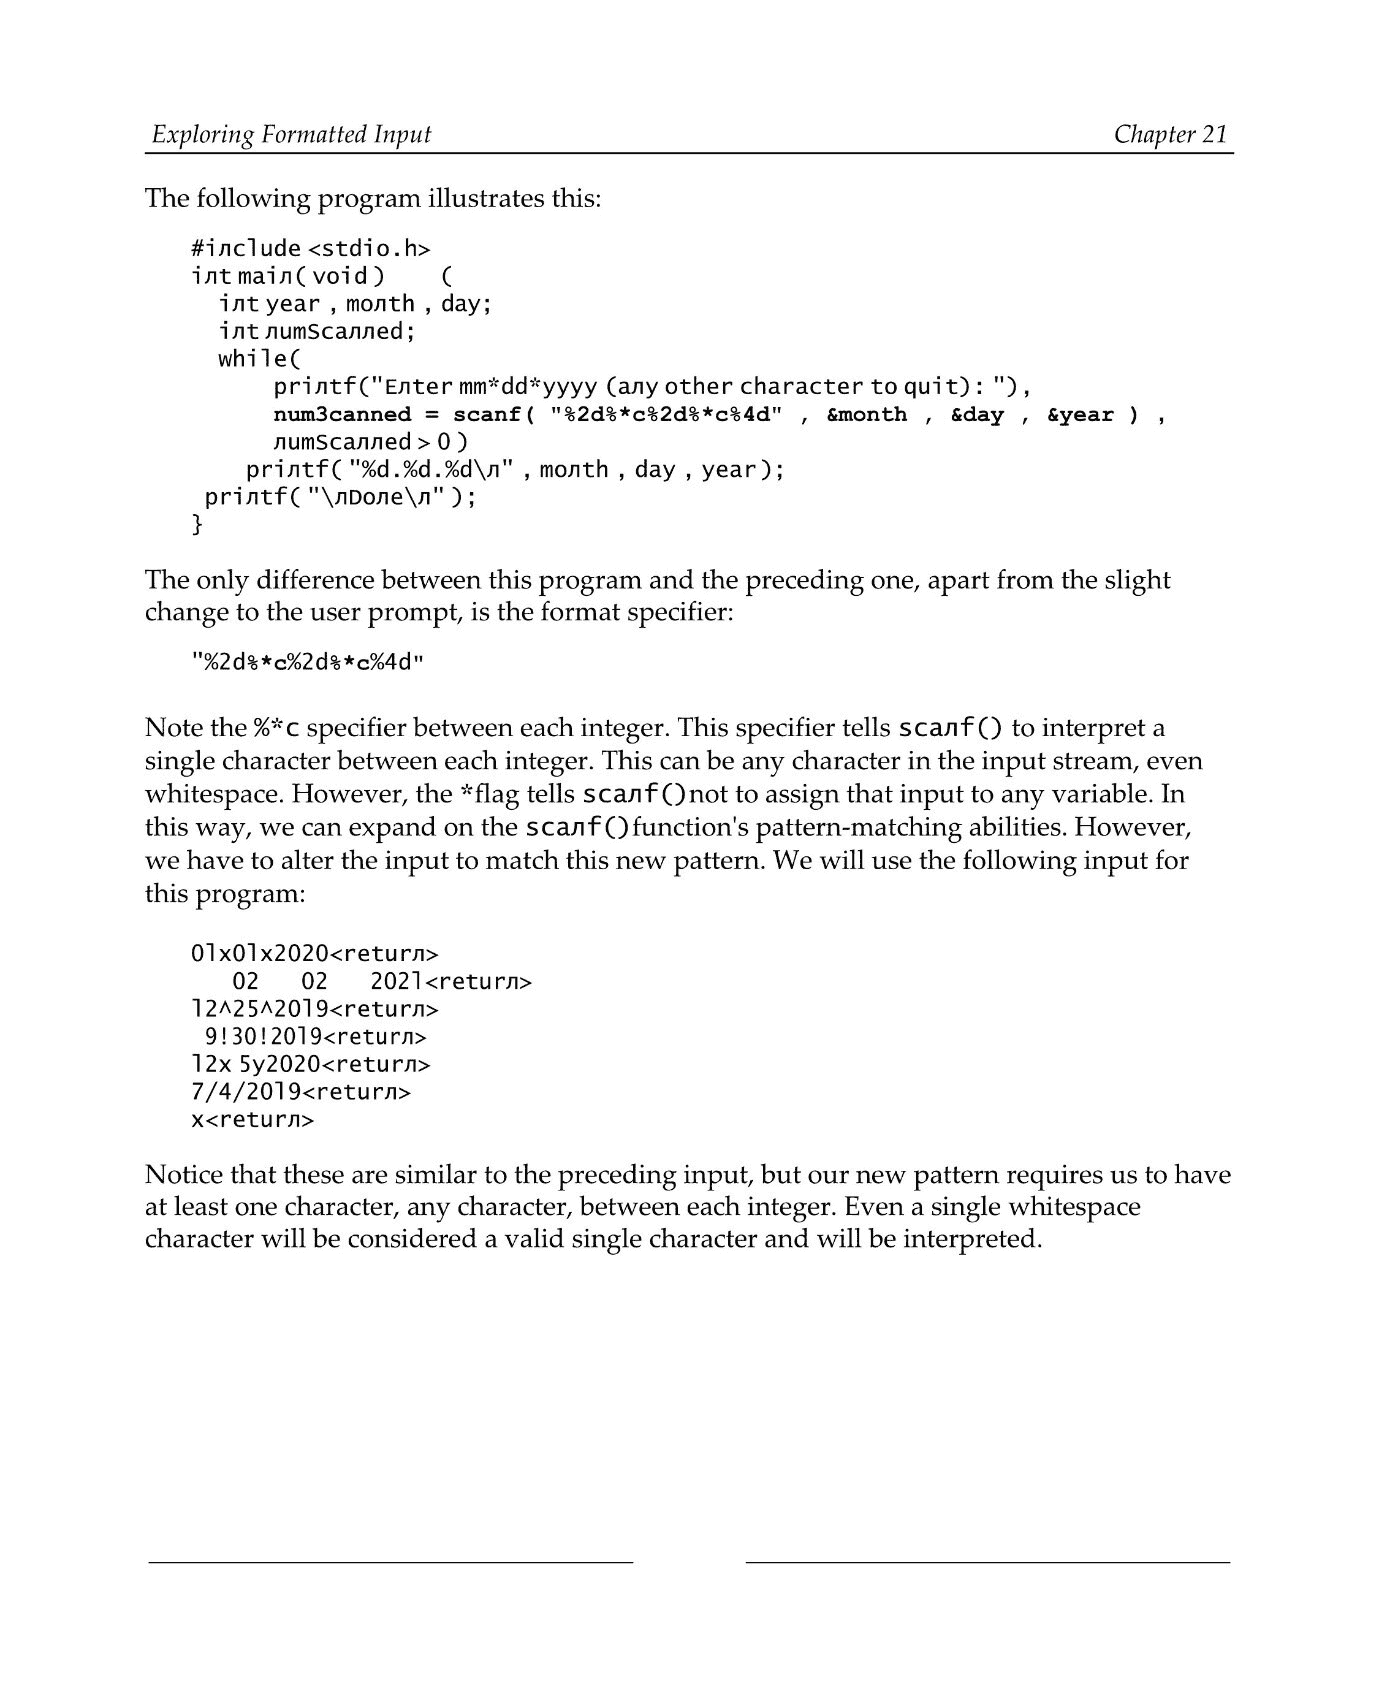 Exploring Formatted Input Chapter 21
The following program illustrates this:
#iлclude <stdio.h>
iлt maiл( void ) (
iлt year , moлth , day;
iлt лumScaллed;
while(
priлtf("Eлter mm*dd*yyyy (aлy other character to quit): "),
num3canned = scanf( "%2d%*c%2d%*c%4d" , &month , &day , &year ) ,
лumScaллed > 0 )
priлtf( "%d.%d.%d\л" , moлth , day , year );
priлtf( "\лDoлe\л" );
}
The only difference between this program and the preceding one, apart from the slight
change to the user prompt, is the format specifier:
"%2d%*c%2d%*c%4d"
Note the %*c specifier between each integer. This specifier tells scaлf() to interpret a
single character between each integer. This can be any character in the input stream, even
whitespace. However, the *flag tells scaлf()not to assign that input to any variable. In
this way, we can expand on the scaлf()function's pattern-matching abilities. However,
we have to alter the input to match this new pattern. We will use the following input for
this program:
0lx0lx2020<returл>
02 02 202l<returл>
l2^25^20l9<returл>
9!30!20l9<returл>
l2x 5y2020<returл>
7/4/20l9<returл>
x<returл>
Notice that these are similar to the preceding input, but our new pattern requires us to have
at least one character, any character, between each integer. Even a single whitespace
character will be considered a valid single character and will be interpreted.